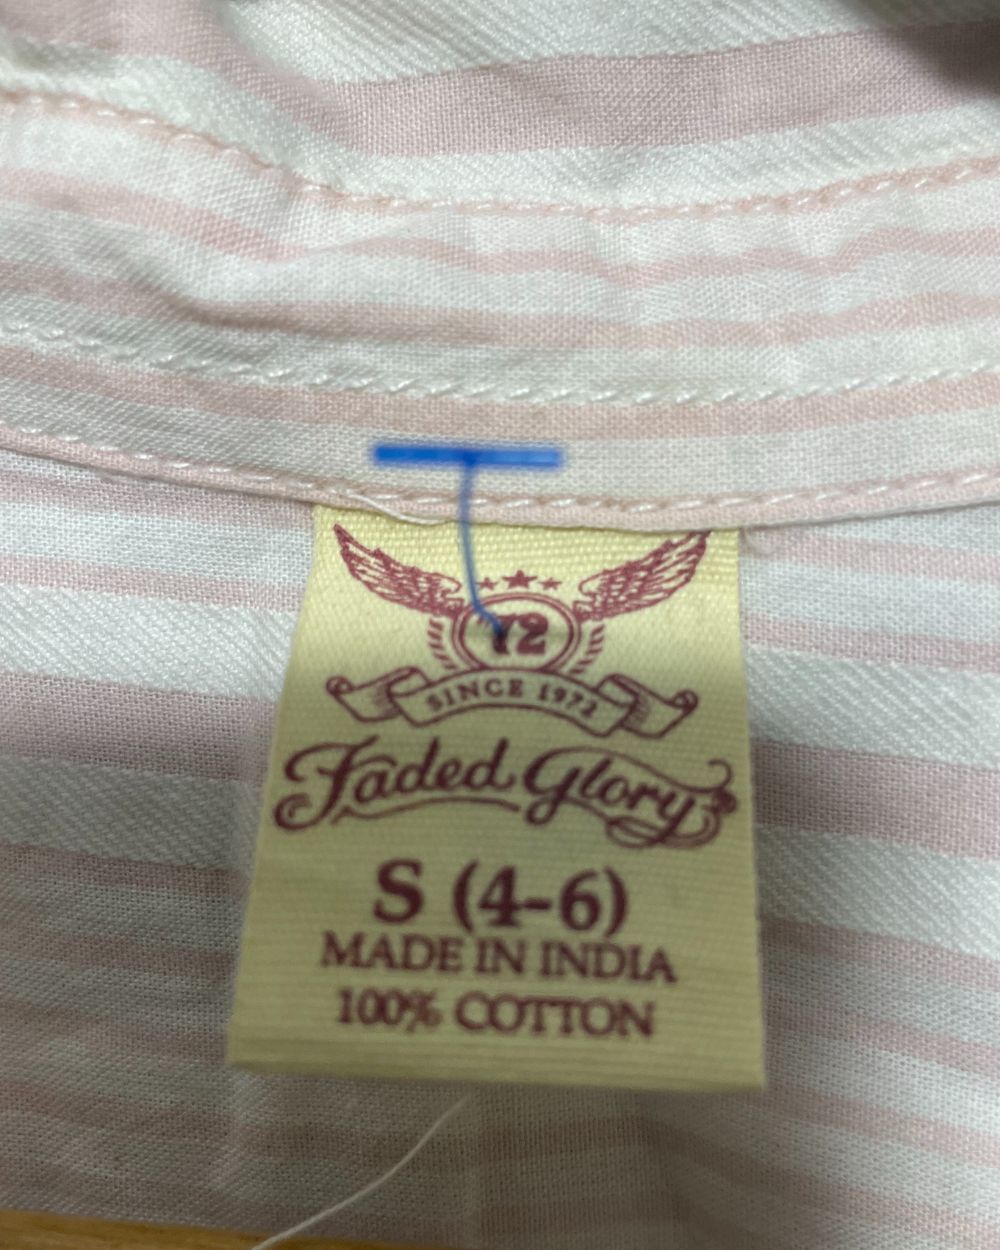 72
SINCE 1972
Faded Glory
S (4-6)
MADE IN INDIA
100% COTTON